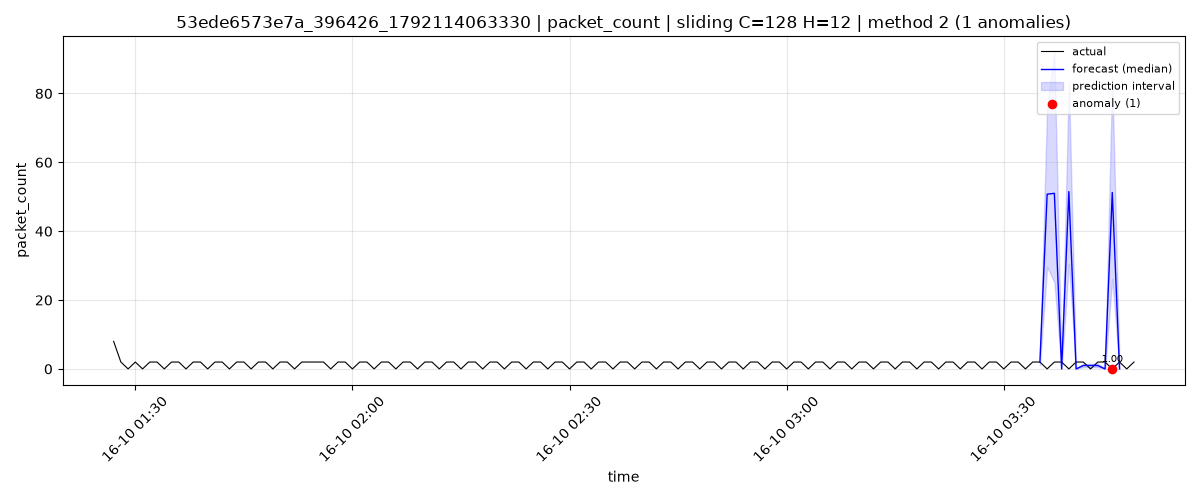 53ede6573e7a_396426_1792114063330 | packet_count | sliding C=128 H=12 | method 2 (1 anomalies)
actual
forecast (median)
prediction interval
anomaly (1)
packet_count
80
60
40
20
0
1.00
16-10 01:30
16-10 02:00
16-10 02:30
16-10 03:00
16-10 03:30
time